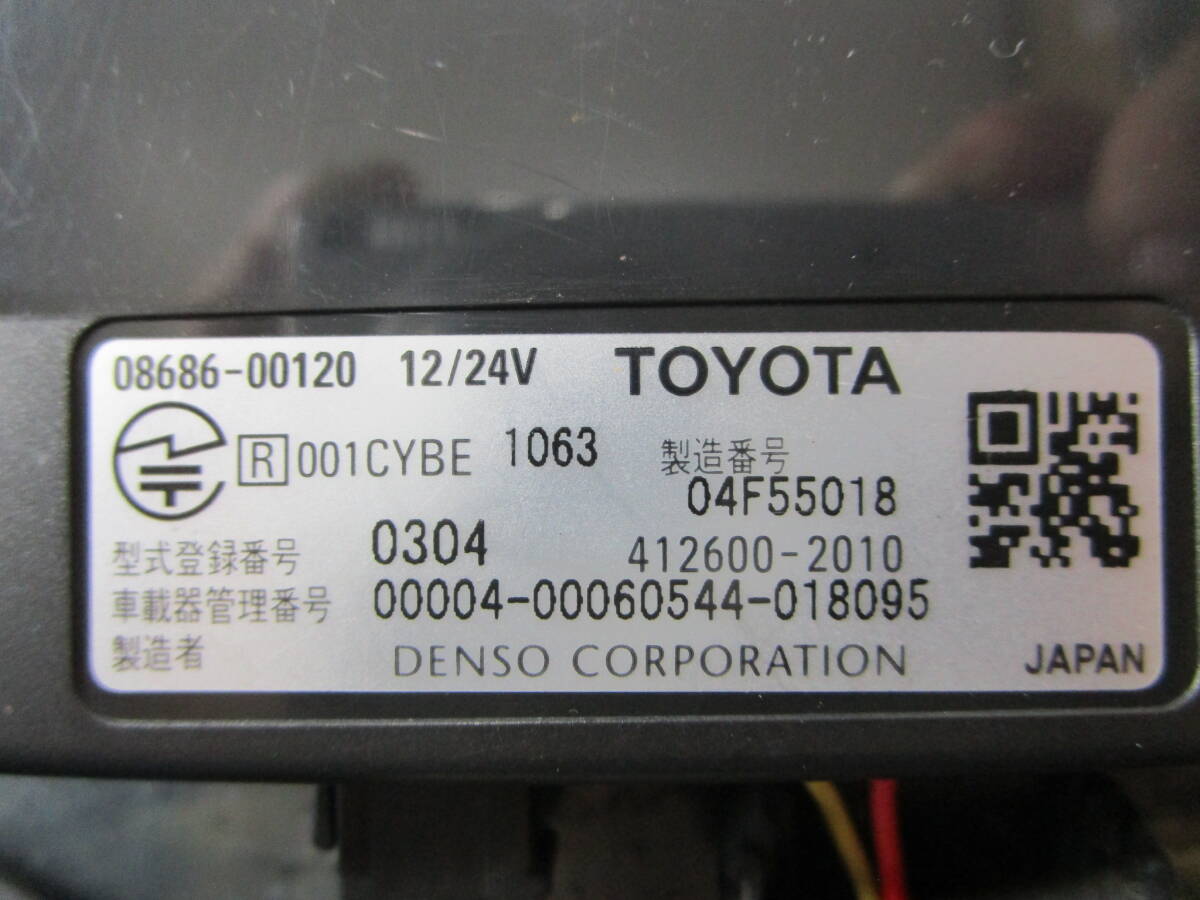 08686-00120 12/24V TOYOTA
R 001CYBE 1063 製造番号
04F55018
型式登録番号 0304 412600-2010
車載器管理番号 00004-00060544-018095
製造者 DENSO CORPORATION JAPAN